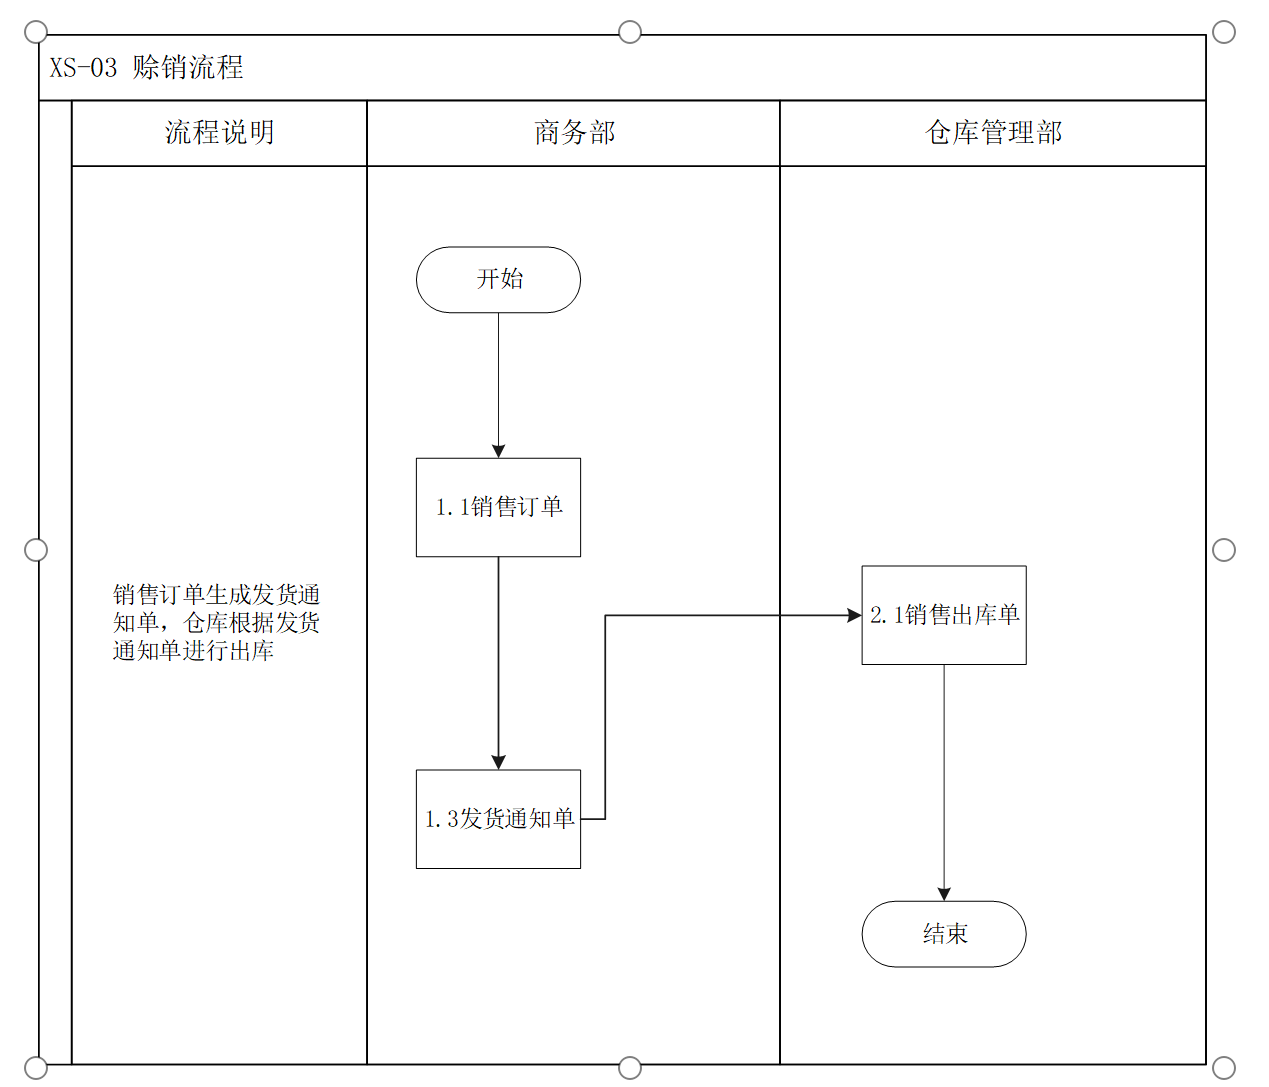 XS-03 赊销流程
流程说明
商务部
仓库管理部
开始
1.1销售订单
销售订单生成发货通
知单，仓库根据发货
通知单进行出库
2.1销售出库单
1.3发货通知单
结束